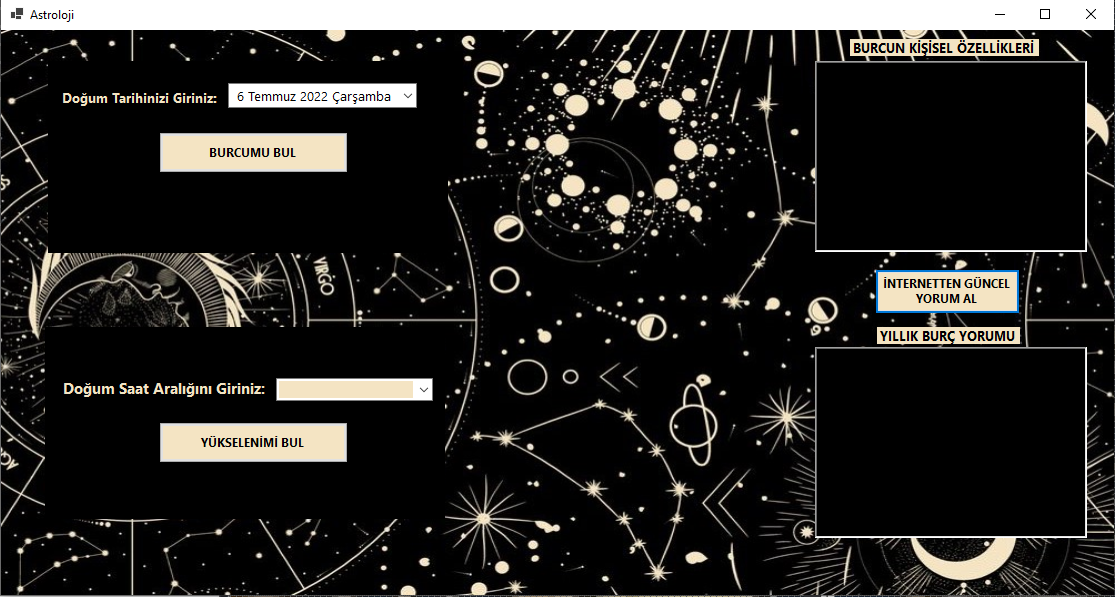 Astroloji
BURCUN KİŞİSEL ÖZELLİKLERİ
Doğum Tarihinizi Giriniz:
6 Temmuz 2022 Çarşamba
BURCUMU BUL
VIRGO
İNTERNETTEN GÜNCEL
YORUM AL
YILLIK BURÇ YORUMU
Doğum Saat Aralığını Giriniz:
YÜKSELENİMİ BUL